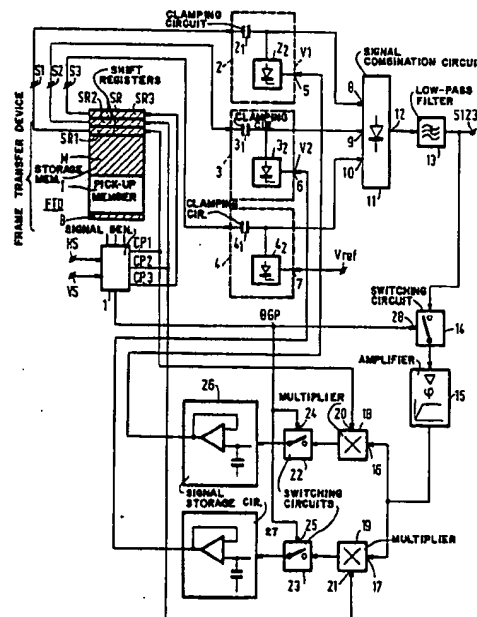 CLAMPING CIRCUIT
S1 S2 S3
SHIFT REGISTERS
SR2 SR SR3
SR1
M
STORAGE MEM.
I
PICK-UP MEMBER
FTD
B
FRAME TRANSFER DEVICE
SIGNAL GEN.
HS
VS
CP1
CP2
CP3
1
2
2₁
2₂
V1
5
CLAMPING CIR.
3
3₁
3₂
V2
6
CLAMPING CIR.
4
4₁
4₂
7
Vref
SIGNAL COMBINATION CIRCUIT
8
9
10
11
12
LOW-PASS FILTER
13
S123
SWITCHING CIRCUIT
28
14
BGP
AMPLIFIER
φ
15
26
MULTIPLIER
24
20
18
22
16
SIGNAL STORAGE CIR.
SWITCHING CIRCUITS
27
25
19
MULTIPLIER
23
21
17